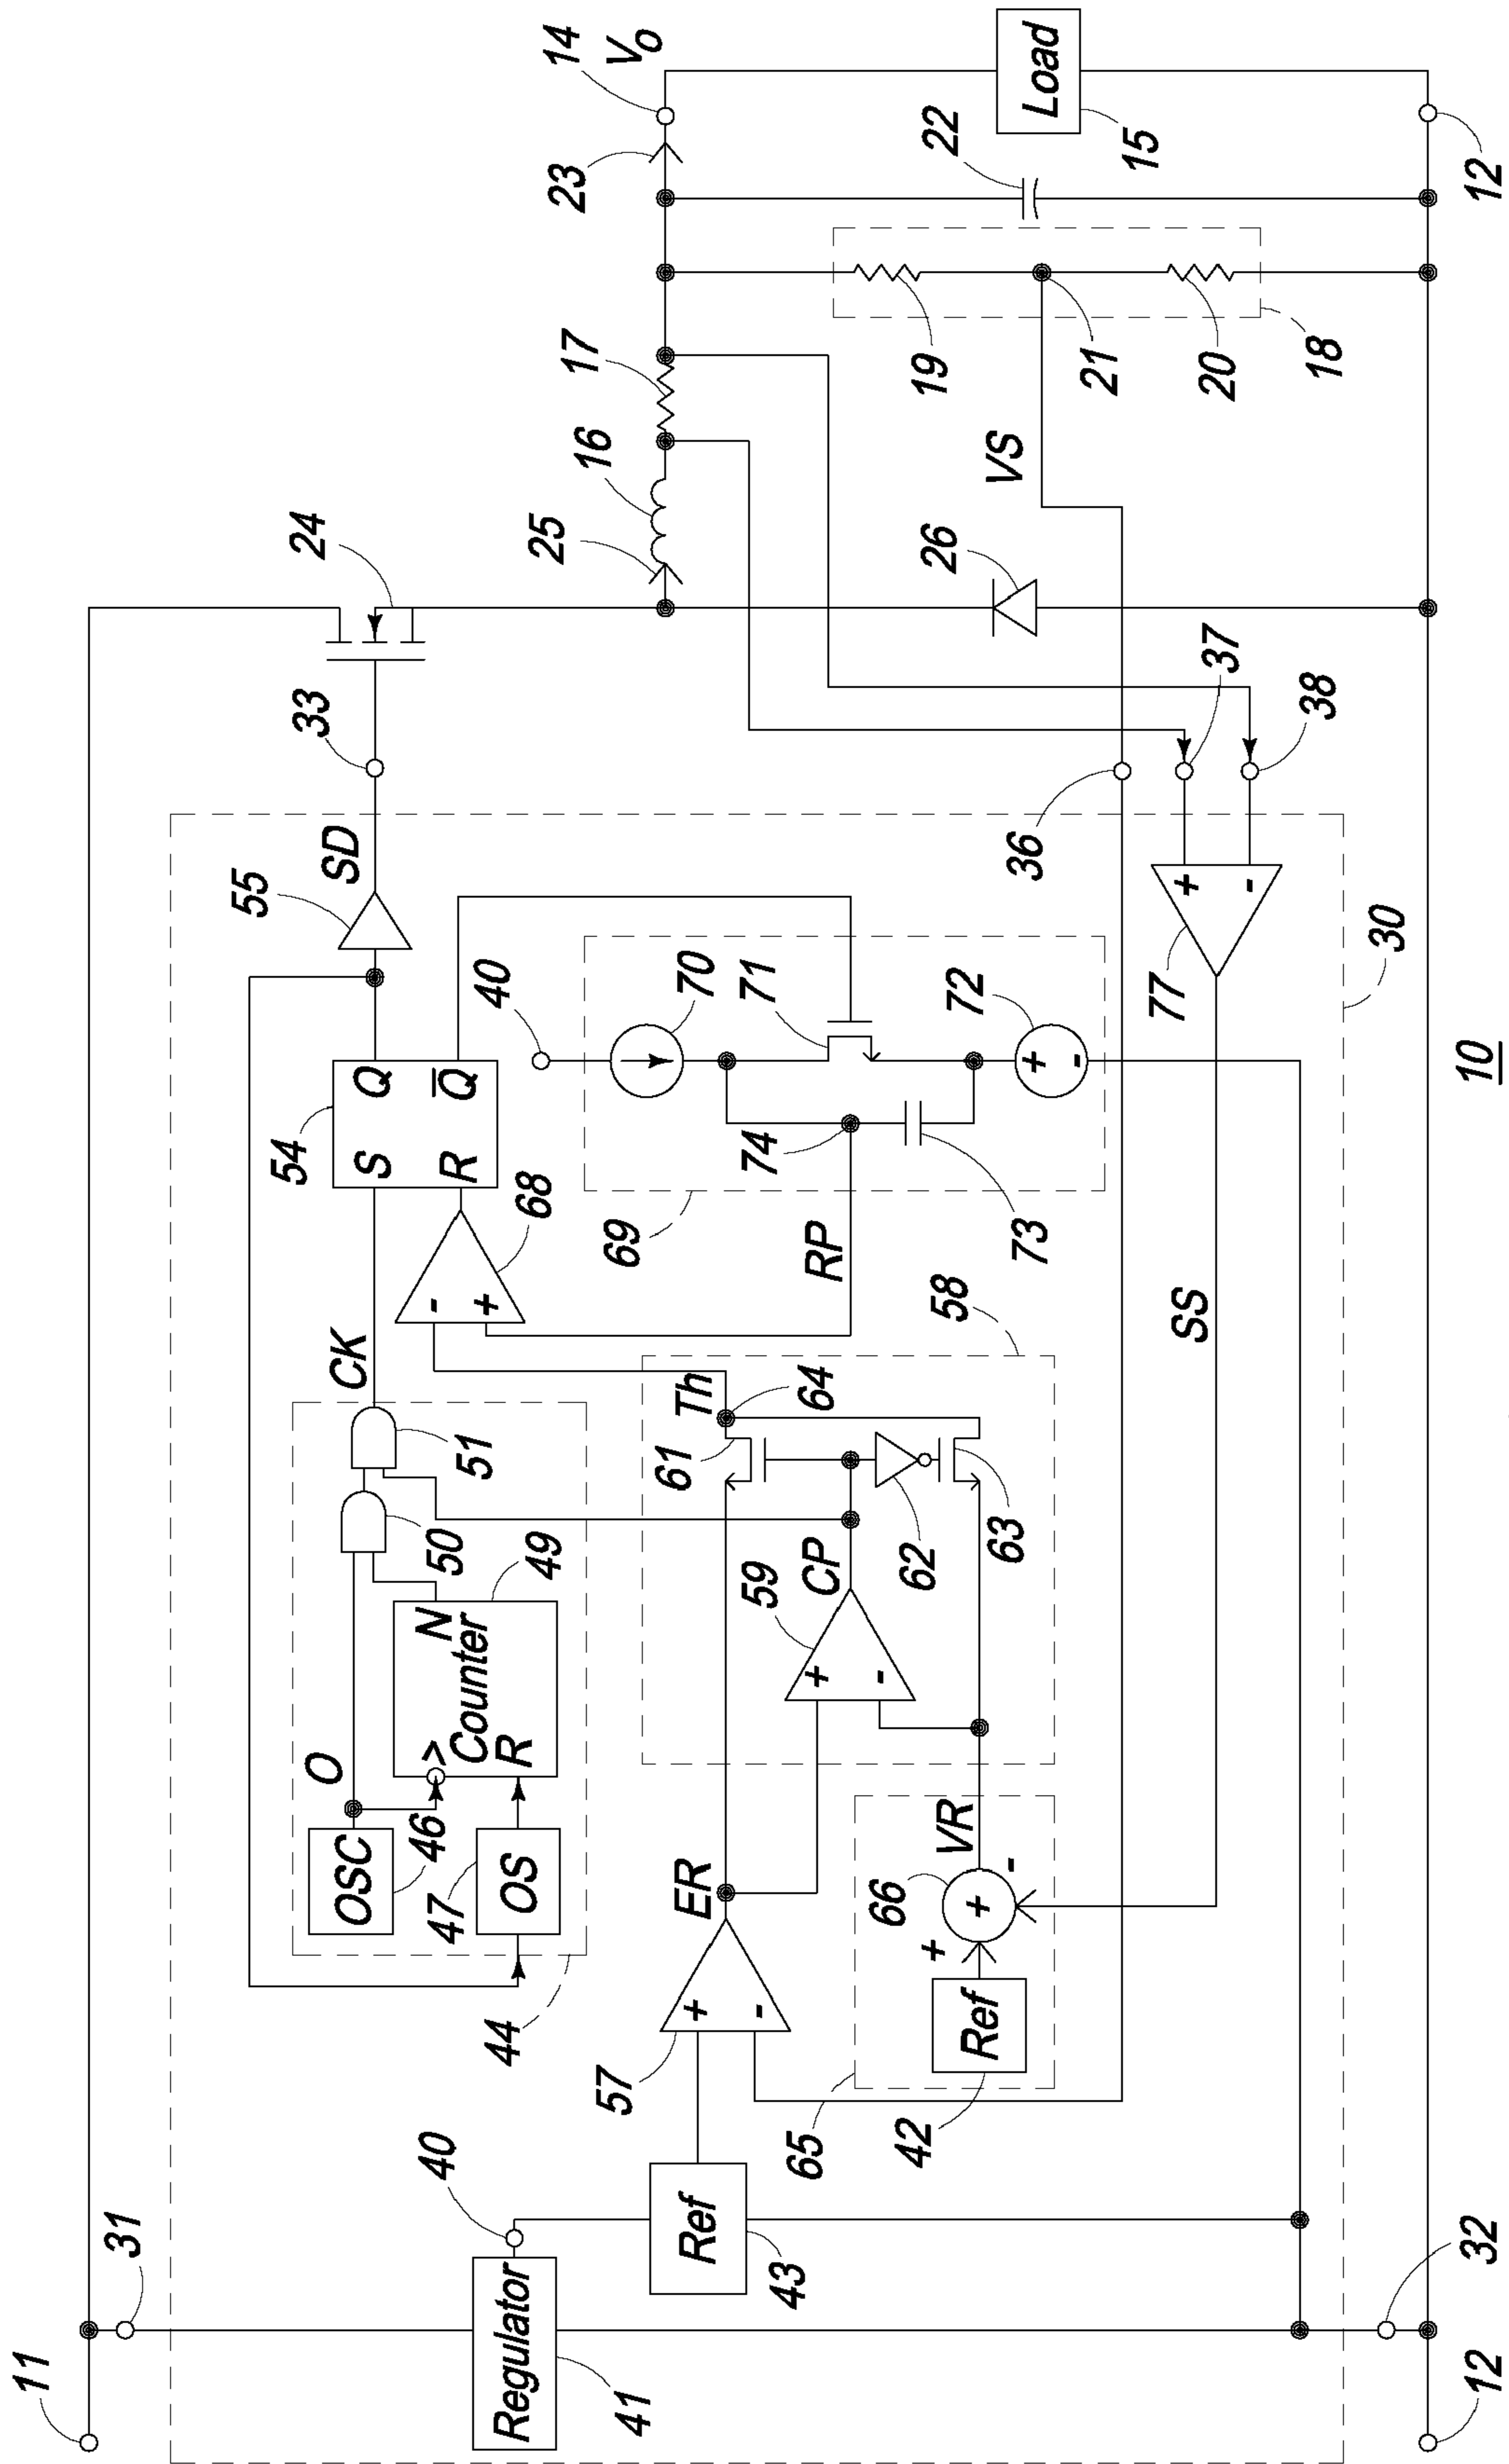 11
31
24
33
55
SD
54
S
Q
R
Q
CK
51
50
O
OSC
46
47
OS
N
Counter
R
49
44
68
-
+
40
70
71
72
+
-
74
73
69
RP
58
Th
64
61
62
63
59
CP
+
-
ER
57
+
-
VR
66
+
+
-
Ref
42
65
40
Regulator
41
Ref
43
SS
77
+
-
36
37
38
30
32
12
25
16
17
23
14
Vo
22
Load
15
19
21
20
18
VS
26
12
10